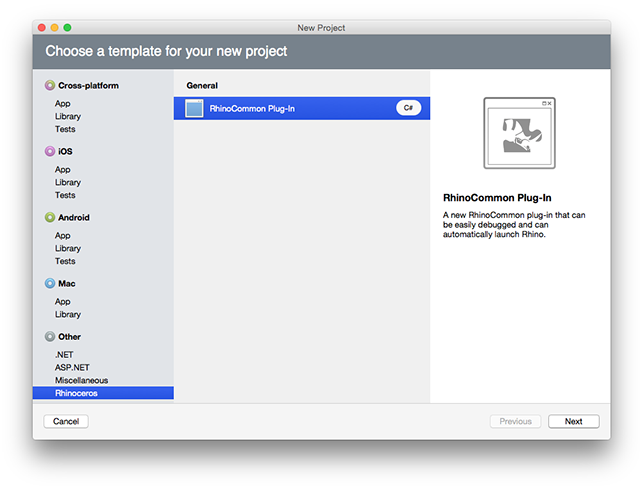 New Project
Choose a template for your new project
Cross-platform
App
Library
Tests
iOS
App
Library
Tests
Android
App
Library
Tests
Mac
App
Library
Other
.NET
ASP.NET
Miscellaneous
Rhinoceros
General
RhinoCommon Plug-In
C#
RhinoCommon Plug-In
A new RhinoCommon plug-in that can
be easily debugged and can
automatically launch Rhino.
Cancel
Previous
Next